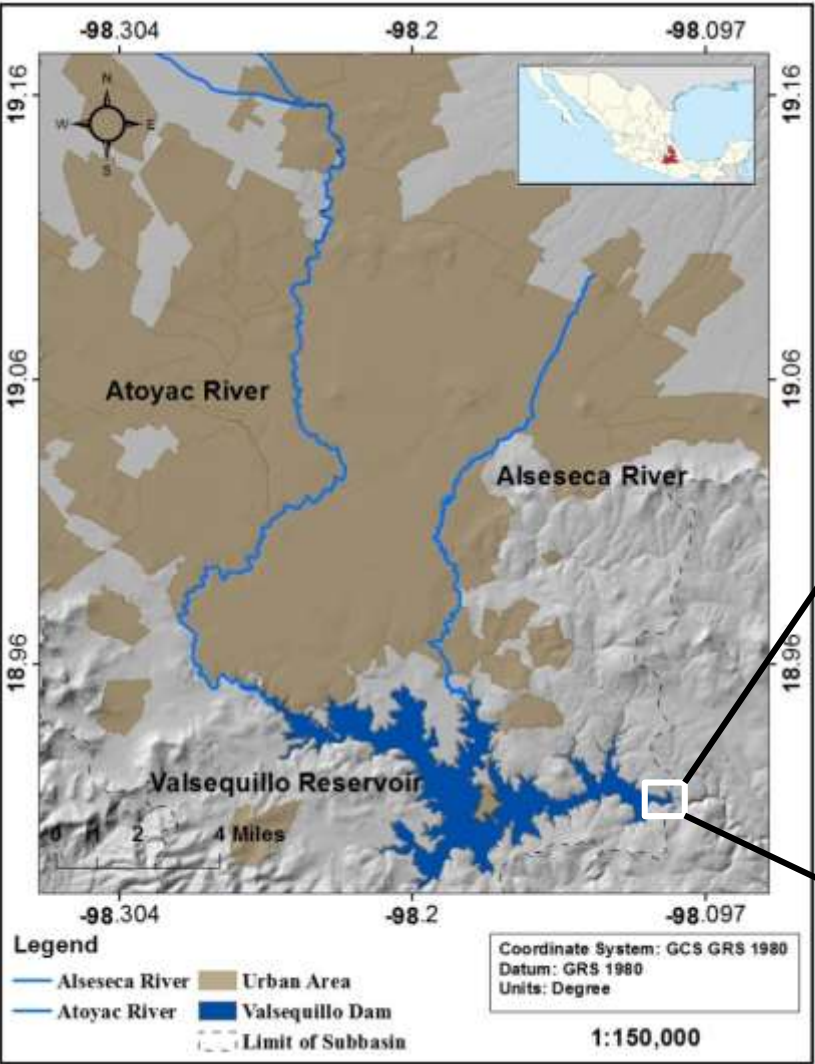 -98.304 -98.2 -98.097
19.16 19.16
N
W E
S
19.06 19.06
Atoyac River
Alseseca River
18.96 18.96
Valsequillo Reservoir
0 1 2 4 Miles
-98.304 -98.2 -98.097
Legend
Alseseca River Urban Area
Atoyac River Valsequillo Dam
Limit of Subbasin
Coordinate System: GCS GRS 1980
Datum: GRS 1980
Units: Degree
1:150,000